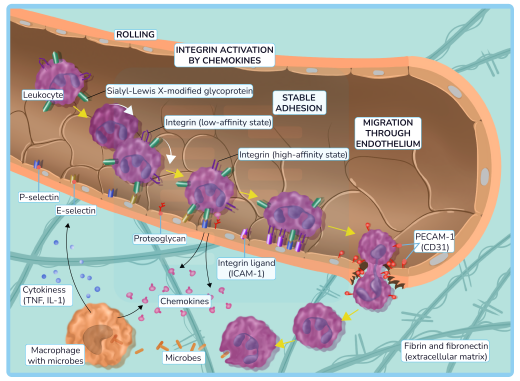 ROLLING
INTEGRIN ACTIVATION
BY CHEMOKINES
Leukocyte
Sialyl-Lewis X-modified glycoprotein
STABLE
ADHESION
Integrin (low-affinity state)
MIGRATION
THROUGH
ENDOTHELIUM
Integrin (high-affinity state)
P-selectin
E-selectin
Proteoglycan
PECAM-1
(CD31)
Integrin ligand
(ICAM-1)
Cytokiness
(TNF, IL-1)
Chemokines
Macrophage
with microbes
Microbes
Fibrin and fibronectin
(extracellular matrix)